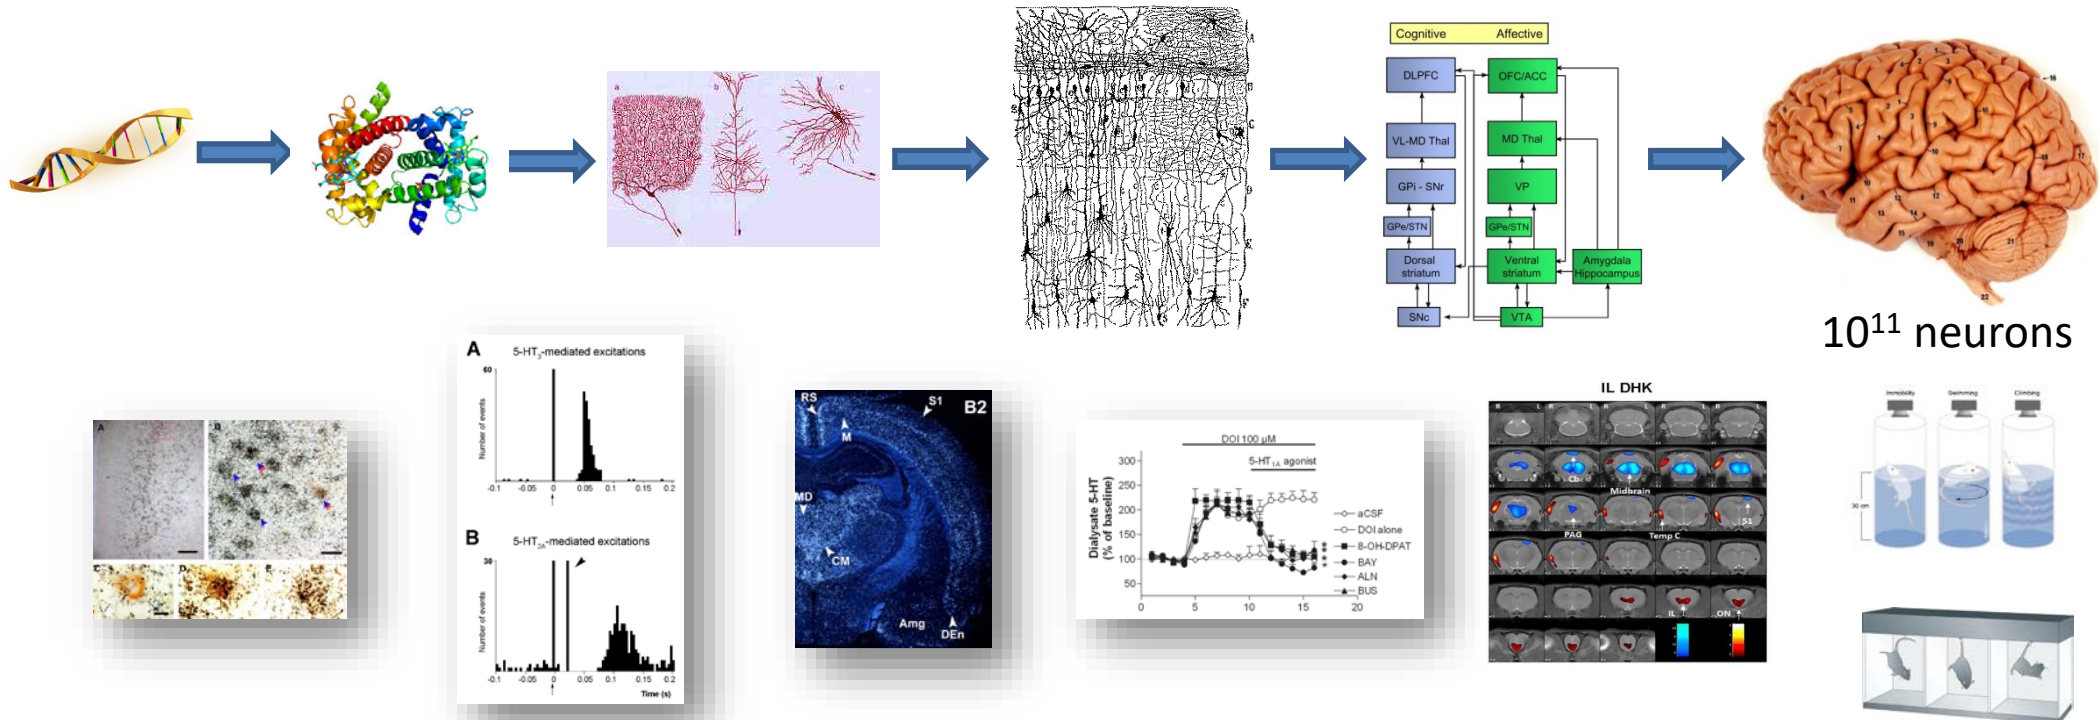 a
b
c
Cognitive Affective
DLPFC
OFC/ACC
VL-MD Thal
MD Thal
GPi - SNr
VP
GPe/STN
GPe/STN
Dorsal
striatum
Ventral
striatum
Amygdala
Hippocampus
SNc
VTA
10¹¹ neurons
A
B
D
E
A
5-HT₃-mediated excitations
60
Number of events
0
-0.1
-0.05
0
0.05
0.1
0.15
0.2
B
5-HT₂ₐ-mediated excitations
30
Number of events
0
-0.1
-0.05
0
0.05
0.1
0.15
0.2
Time (s)
RS
S1
B2
M
MD
CM
Amg
DEn
DOI 100 µM
5-HT₁ₐ agonist
Dialysate 5-HT
(% of baseline)
300
250
200
150
100
50
0
5
10
15
20
aCSF
DOI alone
8-OH-DPAT
BAY
ALN
BUS
* * * *
IL DHK
R L R L R L R L R L
Cb
Midbrain
S1
PAG
Temp C
IL
ON
Immobility
Swimming
Climbing
30 cm